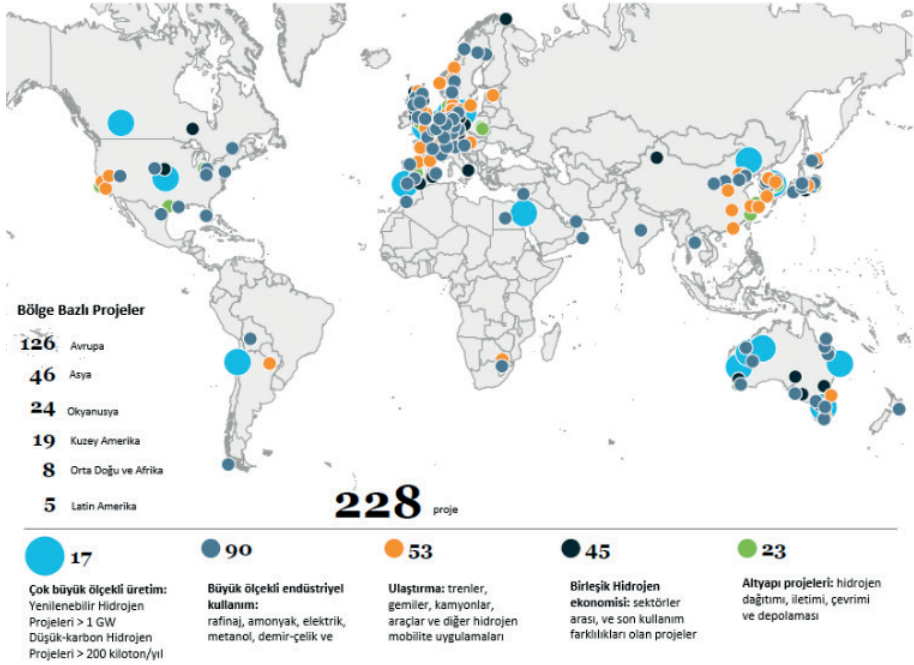 Bölge Bazlı Projeler
126 Avrupa
46 Asya
24 Okyanusya
19 Kuzey Amerika
8 Orta Doğu ve Afrika
5 Latin Amerika
228 proje
17
Çok büyük ölçekli üretim:
Yenilenebilir Hidrojen
Projeleri > 1 GW
Düşük-karbon Hidrojen
Projeleri > 200 kiloton/yıl
90
Büyük ölçekli endüstriyel
kullanım:
rafinaj, amonyak, elektrik,
metanol, demir-çelik ve
53
Ulaştırma: trenler,
gemiler, kamyonlar,
araçlar ve diğer hidrojen
mobilite uygulamaları
45
Birleşik Hidrojen
ekonomisi: sektörler
arası, ve son kullanım
farklılıkları olan projeler
23
Altyapı projeleri: hidrojen
dağıtımı, iletimi, çevrimi
ve depolaması